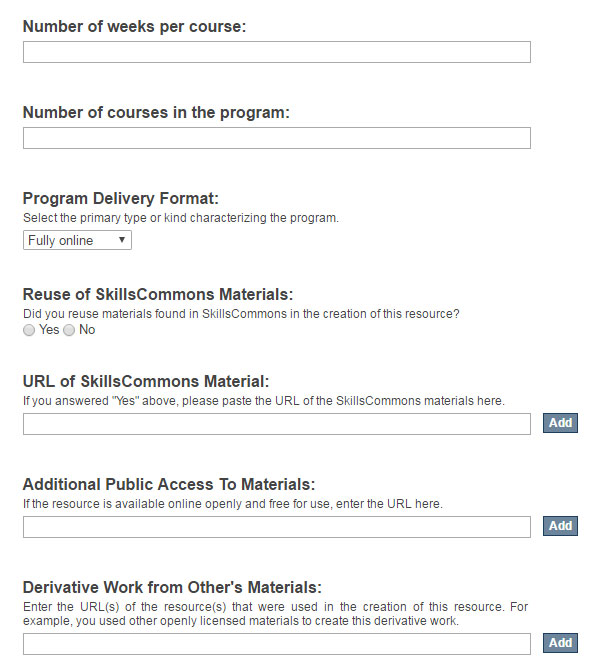 Number of weeks per course:
Number of courses in the program:
Program Delivery Format:
Select the primary type or kind characterizing the program.
Fully online
Reuse of SkillsCommons Materials:
Did you reuse materials found in SkillsCommons in the creation of this resource?
Yes No
URL of SkillsCommons Material:
If you answered "Yes" above, please paste the URL of the SkillsCommons materials here.
Add
Additional Public Access To Materials:
If the resource is available online openly and free for use, enter the URL here.
Add
Derivative Work from Other's Materials:
Enter the URL(s) of the resource(s) that were used in the creation of this resource. For
example, you used other openly licensed materials to create this derivative work.
Add